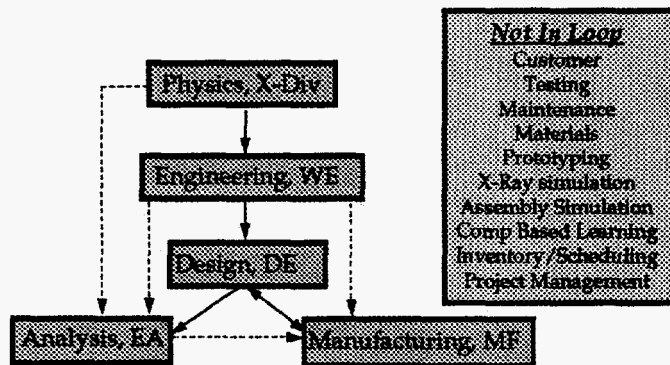 Physics, X-Div
Engineering, WE
Design, DE
Analysis, EA
Manufacturing, MF
Not In Loop
Customer
Testing
Maintenance
Materials
Prototyping
X-Ray simulation
Assembly Simulation
Comp Based Learning
Inventory/Scheduling
Project Management